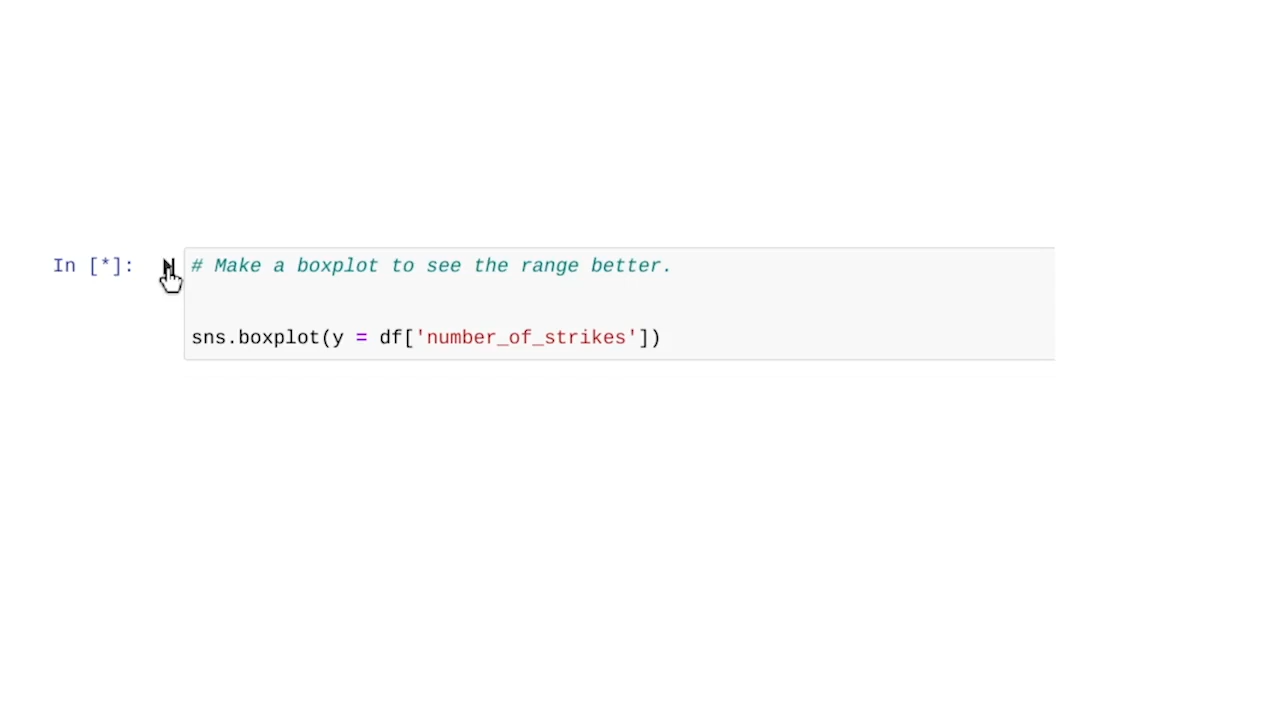 In [*]: # Make a boxplot to see the range better.
sns.boxplot(y = df['number_of_strikes'])